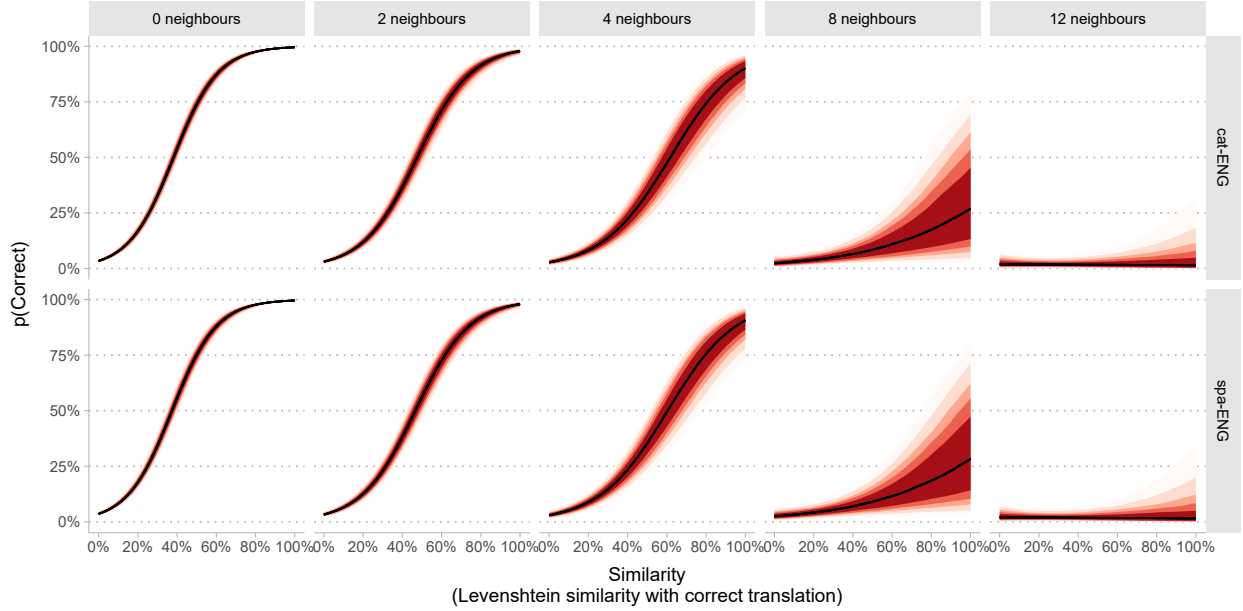 0 neighbours
2 neighbours
4 neighbours
8 neighbours
12 neighbours
100%
75%
50%
25%
0%
cat-ENG
p(Correct)
100%
75%
50%
25%
0%
spa-ENG
0% 20% 40% 60% 80% 100%
0% 20% 40% 60% 80% 100%
0% 20% 40% 60% 80% 100%
0% 20% 40% 60% 80% 100%
0% 20% 40% 60% 80% 100%
Similarity
(Levenshtein similarity with correct translation)